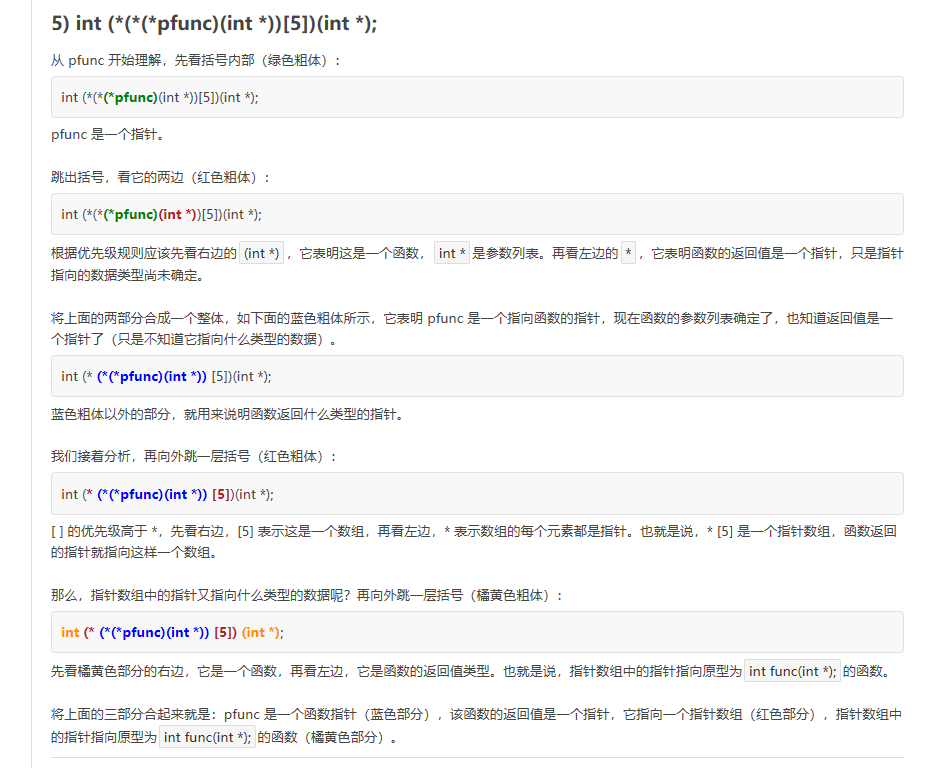 5) int (*(*(*pfunc)(int *))[5])(int *);
从 pfunc 开始理解，先看括号内部（绿色粗体）：
int (*(*(*pfunc)(int *))[5])(int *);
pfunc 是一个指针。
跳出括号，看它的两边（红色粗体）：
int (*(*(*pfunc)(int *))[5])(int *);
根据优先级规则应该先看右边的 (int *) ，它表明这是一个函数， int * 是参数列表。再看左边的 * ，它表明函数的返回值是一个指针，只是指针
指向的数据类型尚未确定。
将上面的两部分合成一个整体，如下面的蓝色粗体所示，它表明 pfunc 是一个指向函数的指针，现在函数的参数列表确定了，也知道返回值是一
个指针了（只是不知道它指向什么类型的数据）。
int (* (*(*pfunc)(int *)) [5])(int *);
蓝色粗体以外的部分，就用来说明函数返回什么类型的指针。
我们接着分析，再向外跳一层括号（红色粗体）：
int (* (*(*pfunc)(int *)) [5])(int *);
[ ] 的优先级高于 *，先看右边，[5] 表示这是一个数组，再看左边，* 表示数组的每个元素都是指针。也就是说，* [5] 是一个指针数组，函数返回
的指针就指向这样一个数组。
那么，指针数组中的指针又指向什么类型的数据呢？再向外跳一层括号（橘黄色粗体）：
int (* (*(*pfunc)(int *)) [5]) (int *);
先看橘黄色部分的右边，它是一个函数，再看左边，它是函数的返回值类型。也就是说，指针数组中的指针指向原型为 int func(int *); 的函数。
将上面的三部分合起来就是：pfunc 是一个函数指针（蓝色部分），该函数的返回值是一个指针，它指向一个指针数组（红色部分），指针数组中
的指针指向原型为 int func(int *); 的函数（橘黄色部分）。